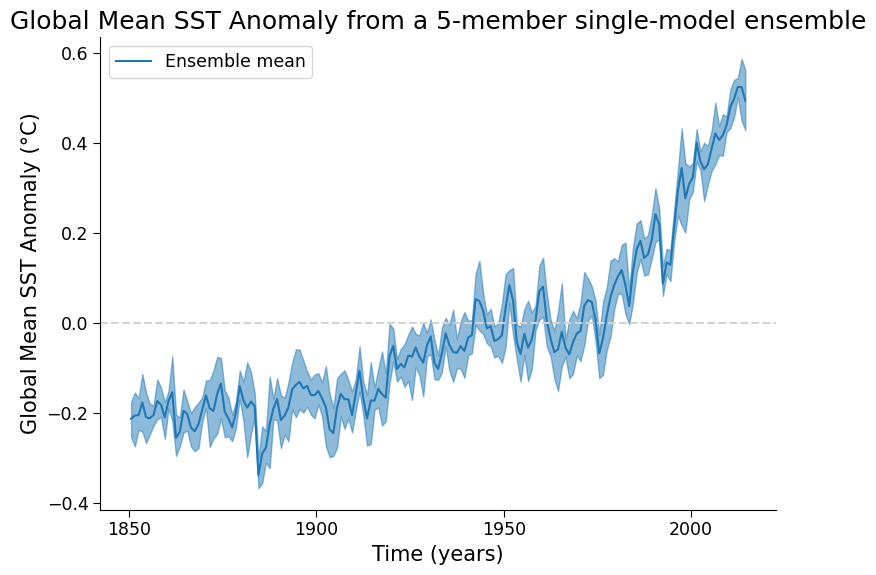 Global Mean SST Anomaly from a 5-member single-model ensemble
Ensemble mean
Global Mean SST Anomaly (°C)
0.6
0.4
0.2
0.0
−0.2
−0.4
1850
1900
1950
2000
Time (years)